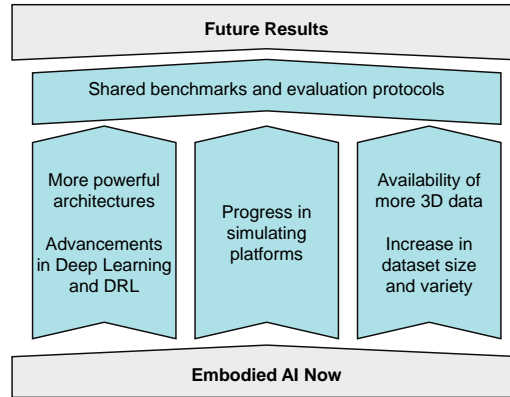 Future Results
Shared benchmarks and evaluation protocols
More powerful
architectures
Advancements
in Deep Learning
and DRL
Progress in
simulating
platforms
Availability of
more 3D data
Increase in
dataset size
and variety
Embodied AI Now